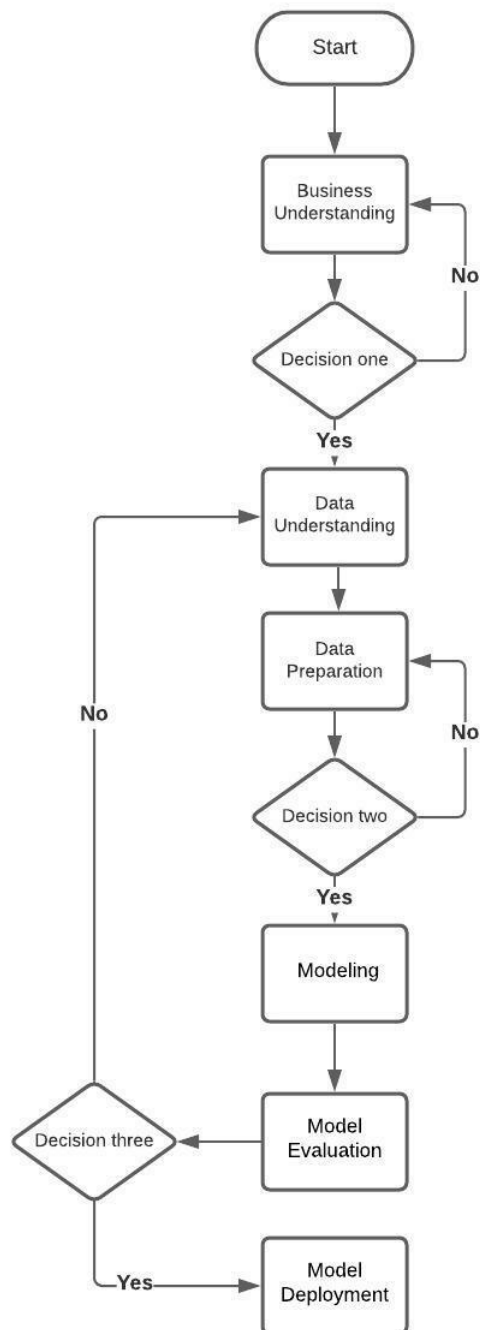 Start
Business
Understanding
No
Decision one
Yes
Data
Understanding
Data
Preparation
No
No
Decision two
Yes
Modeling
Model
Evaluation
Decision three
Yes
Model
Deployment